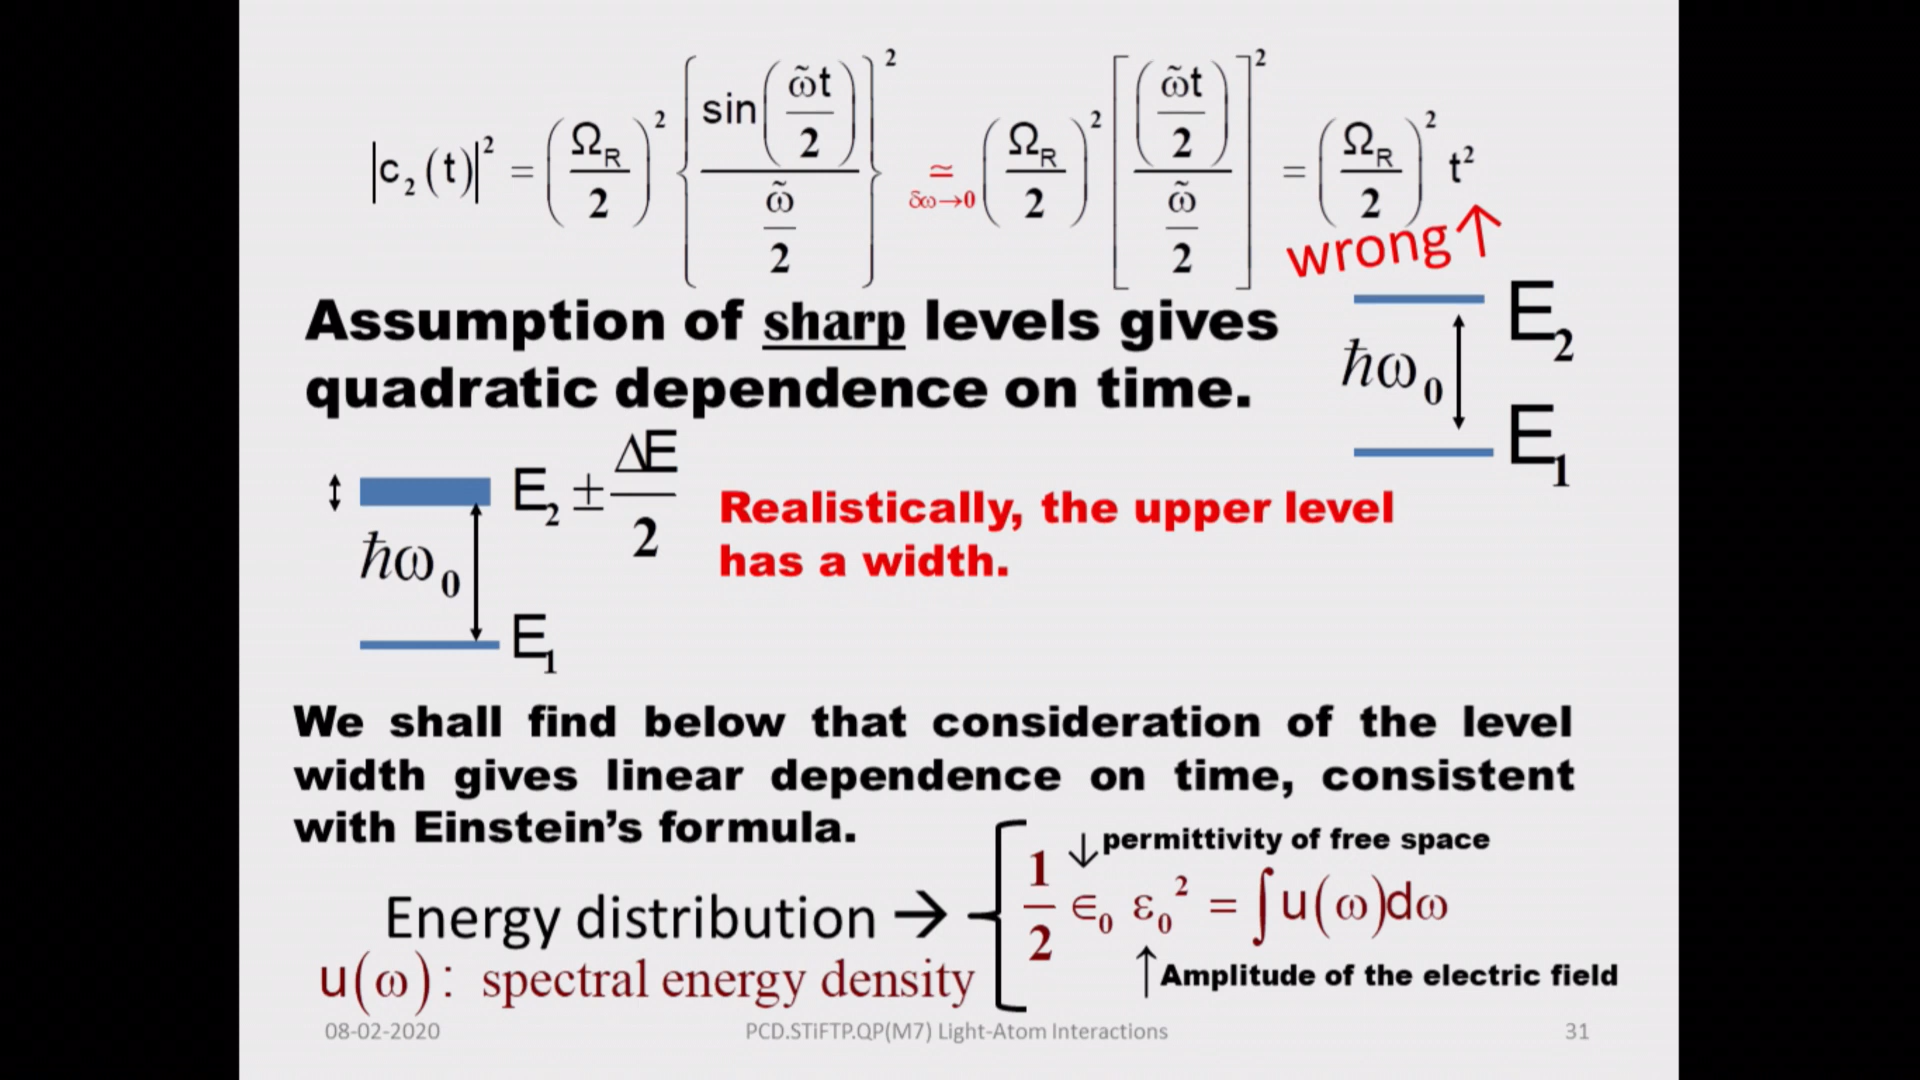 |c₂(t)|² = (Ω_R/2)² {sin(ω̃t/2) / (ω̃/2)}² ≃_{δω→0} (Ω_R/2)² [(ω̃t/2) / (ω̃/2)]² = (Ω_R/2)² t²
wrong↑
Assumption of sharp levels gives
quadratic dependence on time.
E₂
ħω₀
E₁
E₂ ± ΔE/2
ħω₀
E₁
Realistically, the upper level
has a width.
We shall find below that consideration of the level
width gives linear dependence on time, consistent
with Einstein’s formula.
↓permittivity of free space
Energy distribution → { 1/2 ∈₀ ε₀² = ∫u(ω)dω
↑Amplitude of the electric field
u(ω): spectral energy density
08-02-2020
PCD.STiFTP.QP(M7) Light-Atom Interactions
31